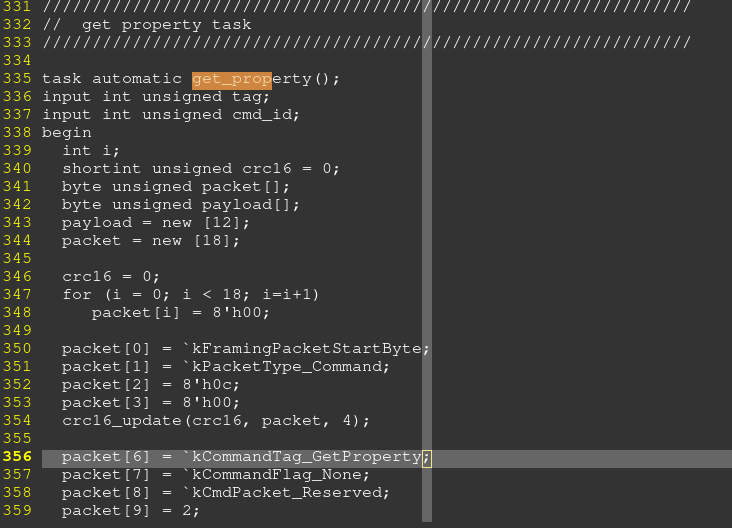 331 /////////////////////////////////////////////////////////////////
332 //  get property task
333 /////////////////////////////////////////////////////////////////
334
335 task automatic get_property();
336 input int unsigned tag;
337 input int unsigned cmd_id;
338 begin
339   int i;
340   shortint unsigned crc16 = 0;
341   byte unsigned packet[];
342   byte unsigned payload[];
343   payload = new [12];
344   packet = new [18];
345
346   crc16 = 0;
347   for (i = 0; i < 18; i=i+1)
348      packet[i] = 8'h00;
349
350   packet[0] = `kFramingPacketStartByte;
351   packet[1] = `kPacketType_Command;
352   packet[2] = 8'h0c;
353   packet[3] = 8'h00;
354   crc16_update(crc16, packet, 4);
355
356   packet[6] = `kCommandTag_GetProperty;
357   packet[7] = `kCommandFlag_None;
358   packet[8] = `kCmdPacket_Reserved;
359   packet[9] = 2;